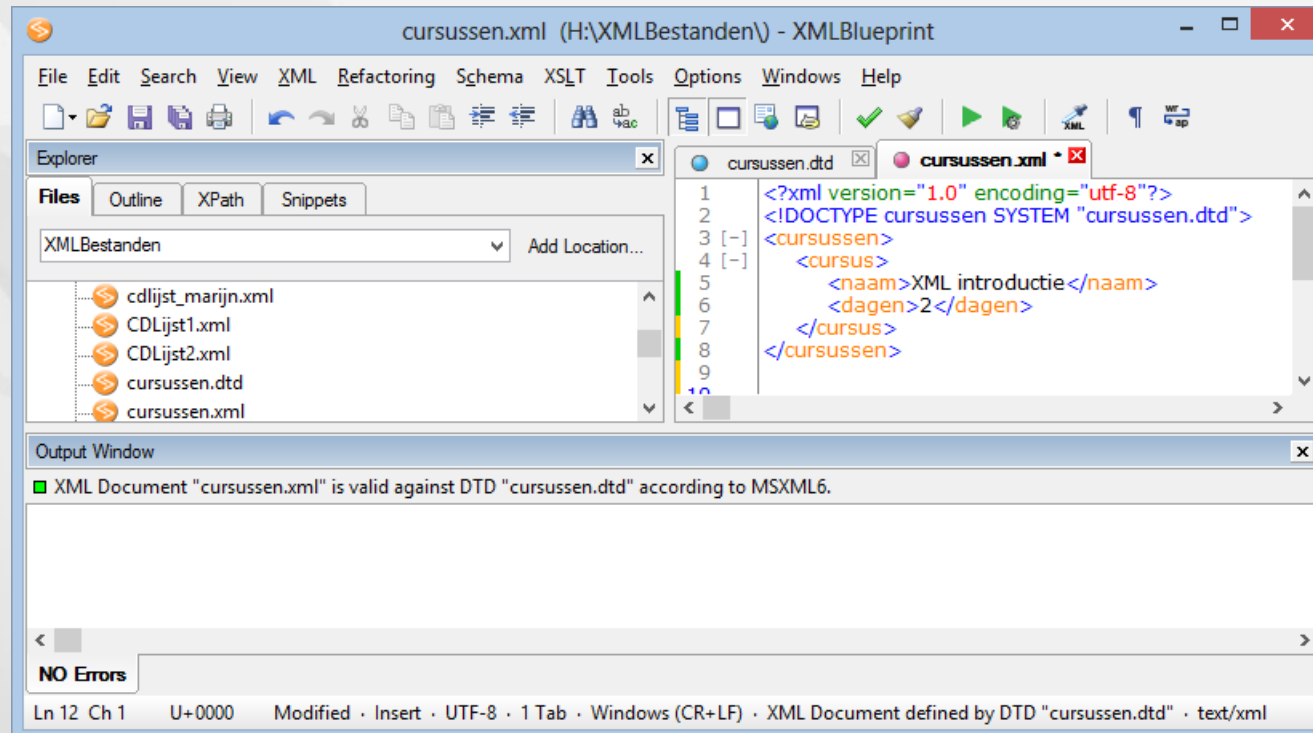 cursussen.xml (H:\XMLBestanden\) - XMLBlueprint
File Edit Search View XML Refactoring Schema XSLT Tools Options Windows Help
Explorer
Files Outline XPath Snippets
XMLBestanden Add Location...
cdlijst_marijn.xml
CDLijst1.xml
CDLijst2.xml
cursussen.dtd
cursussen.xml
cursussen.dtd cursussen.xml *
1 <?xml version="1.0" encoding="utf-8"?>
2 <!DOCTYPE cursussen SYSTEM "cursussen.dtd">
3 [-] <cursussen>
4 [-] <cursus>
5 <naam>XML introductie</naam>
6 <dagen>2</dagen>
7 </cursus>
8 </cursussen>
9
10
Output Window
XML Document "cursussen.xml" is valid against DTD "cursussen.dtd" according to MSXML6.
NO Errors
Ln 12 Ch 1 U+0000 Modified · Insert · UTF-8 · 1 Tab · Windows (CR+LF) · XML Document defined by DTD "cursussen.dtd" · text/xml